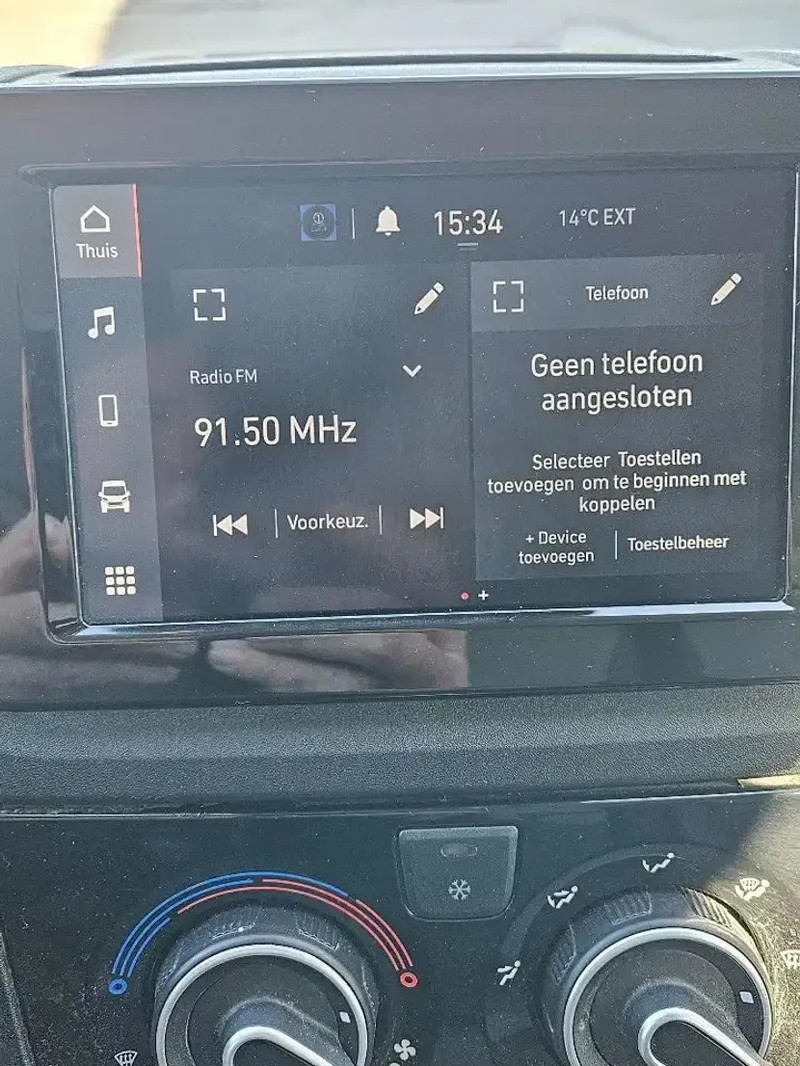 Thuis
15:34
14°C EXT
Radio FM
91.50 MHz
Voorkeuz.
Telefoon
Geen telefoon
aangesloten
Selecteer Toestellen
toevoegen om te beginnen met
koppelen
+ Device
toevoegen
Toestelbeheer
+